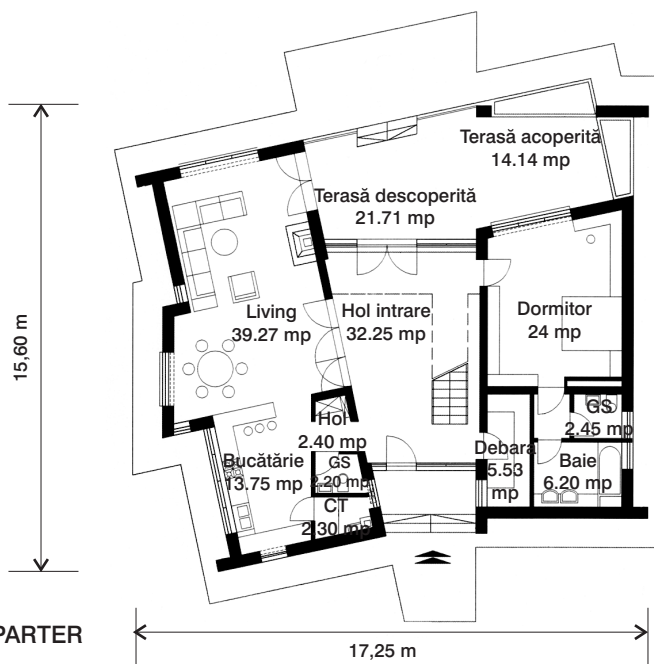 Terasă acoperită
14.14 mp
Terasă descoperită
21.71 mp
Living
39.27 mp
Hol intrare
32.25 mp
Dormitor
24 mp
15,60 m
Hol
2.40 mp
GS
2.45 mp
Bucătărie
13.75 mp
GS
2.20 mp
Debara
5.53
mp
Baie
6.20 mp
CT
2.30 mp
PARTER
17,25 m